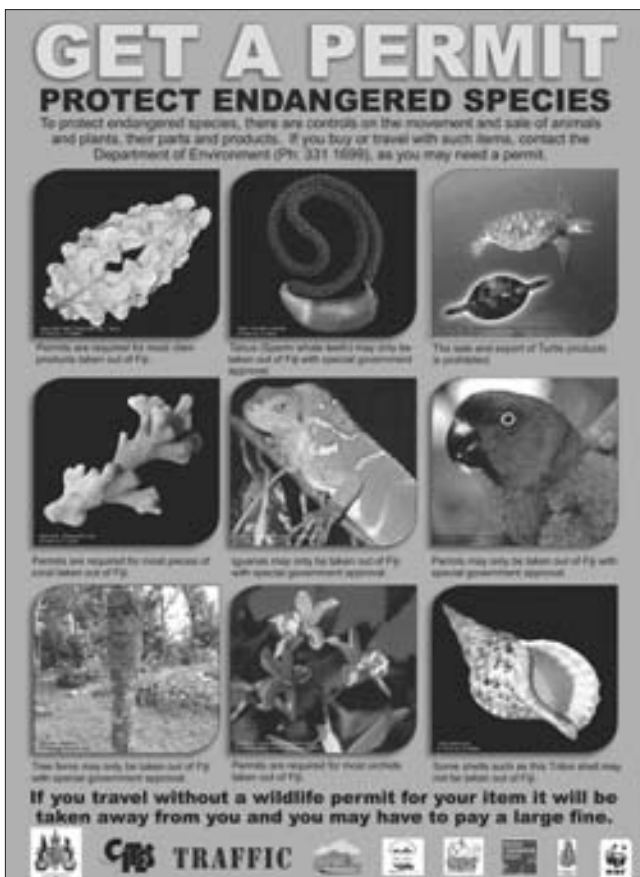 GET A PERMIT
PROTECT ENDANGERED SPECIES
To protect endangered species, there are controls on the movement and sale of animals
and plants, their parts and products. If you buy or travel with such items, contact the
Department of Environment (Ph: 331 1699), as you may need a permit.
Permits are required for most clam
products taken out of Fiji
Tabua (Sperm whale teeth) may only be
taken out of Fiji with special government
approval
The sale and export of Turtle products
is prohibited
Permits are required for most pieces of
coral taken out of Fiji
Iguanas may only be taken out of Fiji
with special government approval
Permits may only be taken out of Fiji with
special government approval
Tree ferns may only be taken out of Fiji
with special government approval
Permits are required for most orchids
taken out of Fiji
Some shells such as this Triton shell may
not be taken out of Fiji
If you travel without a wildlife permit for your item it will be
taken away from you and you may have to pay a large fine.
CITES
TRAFFIC
WWF